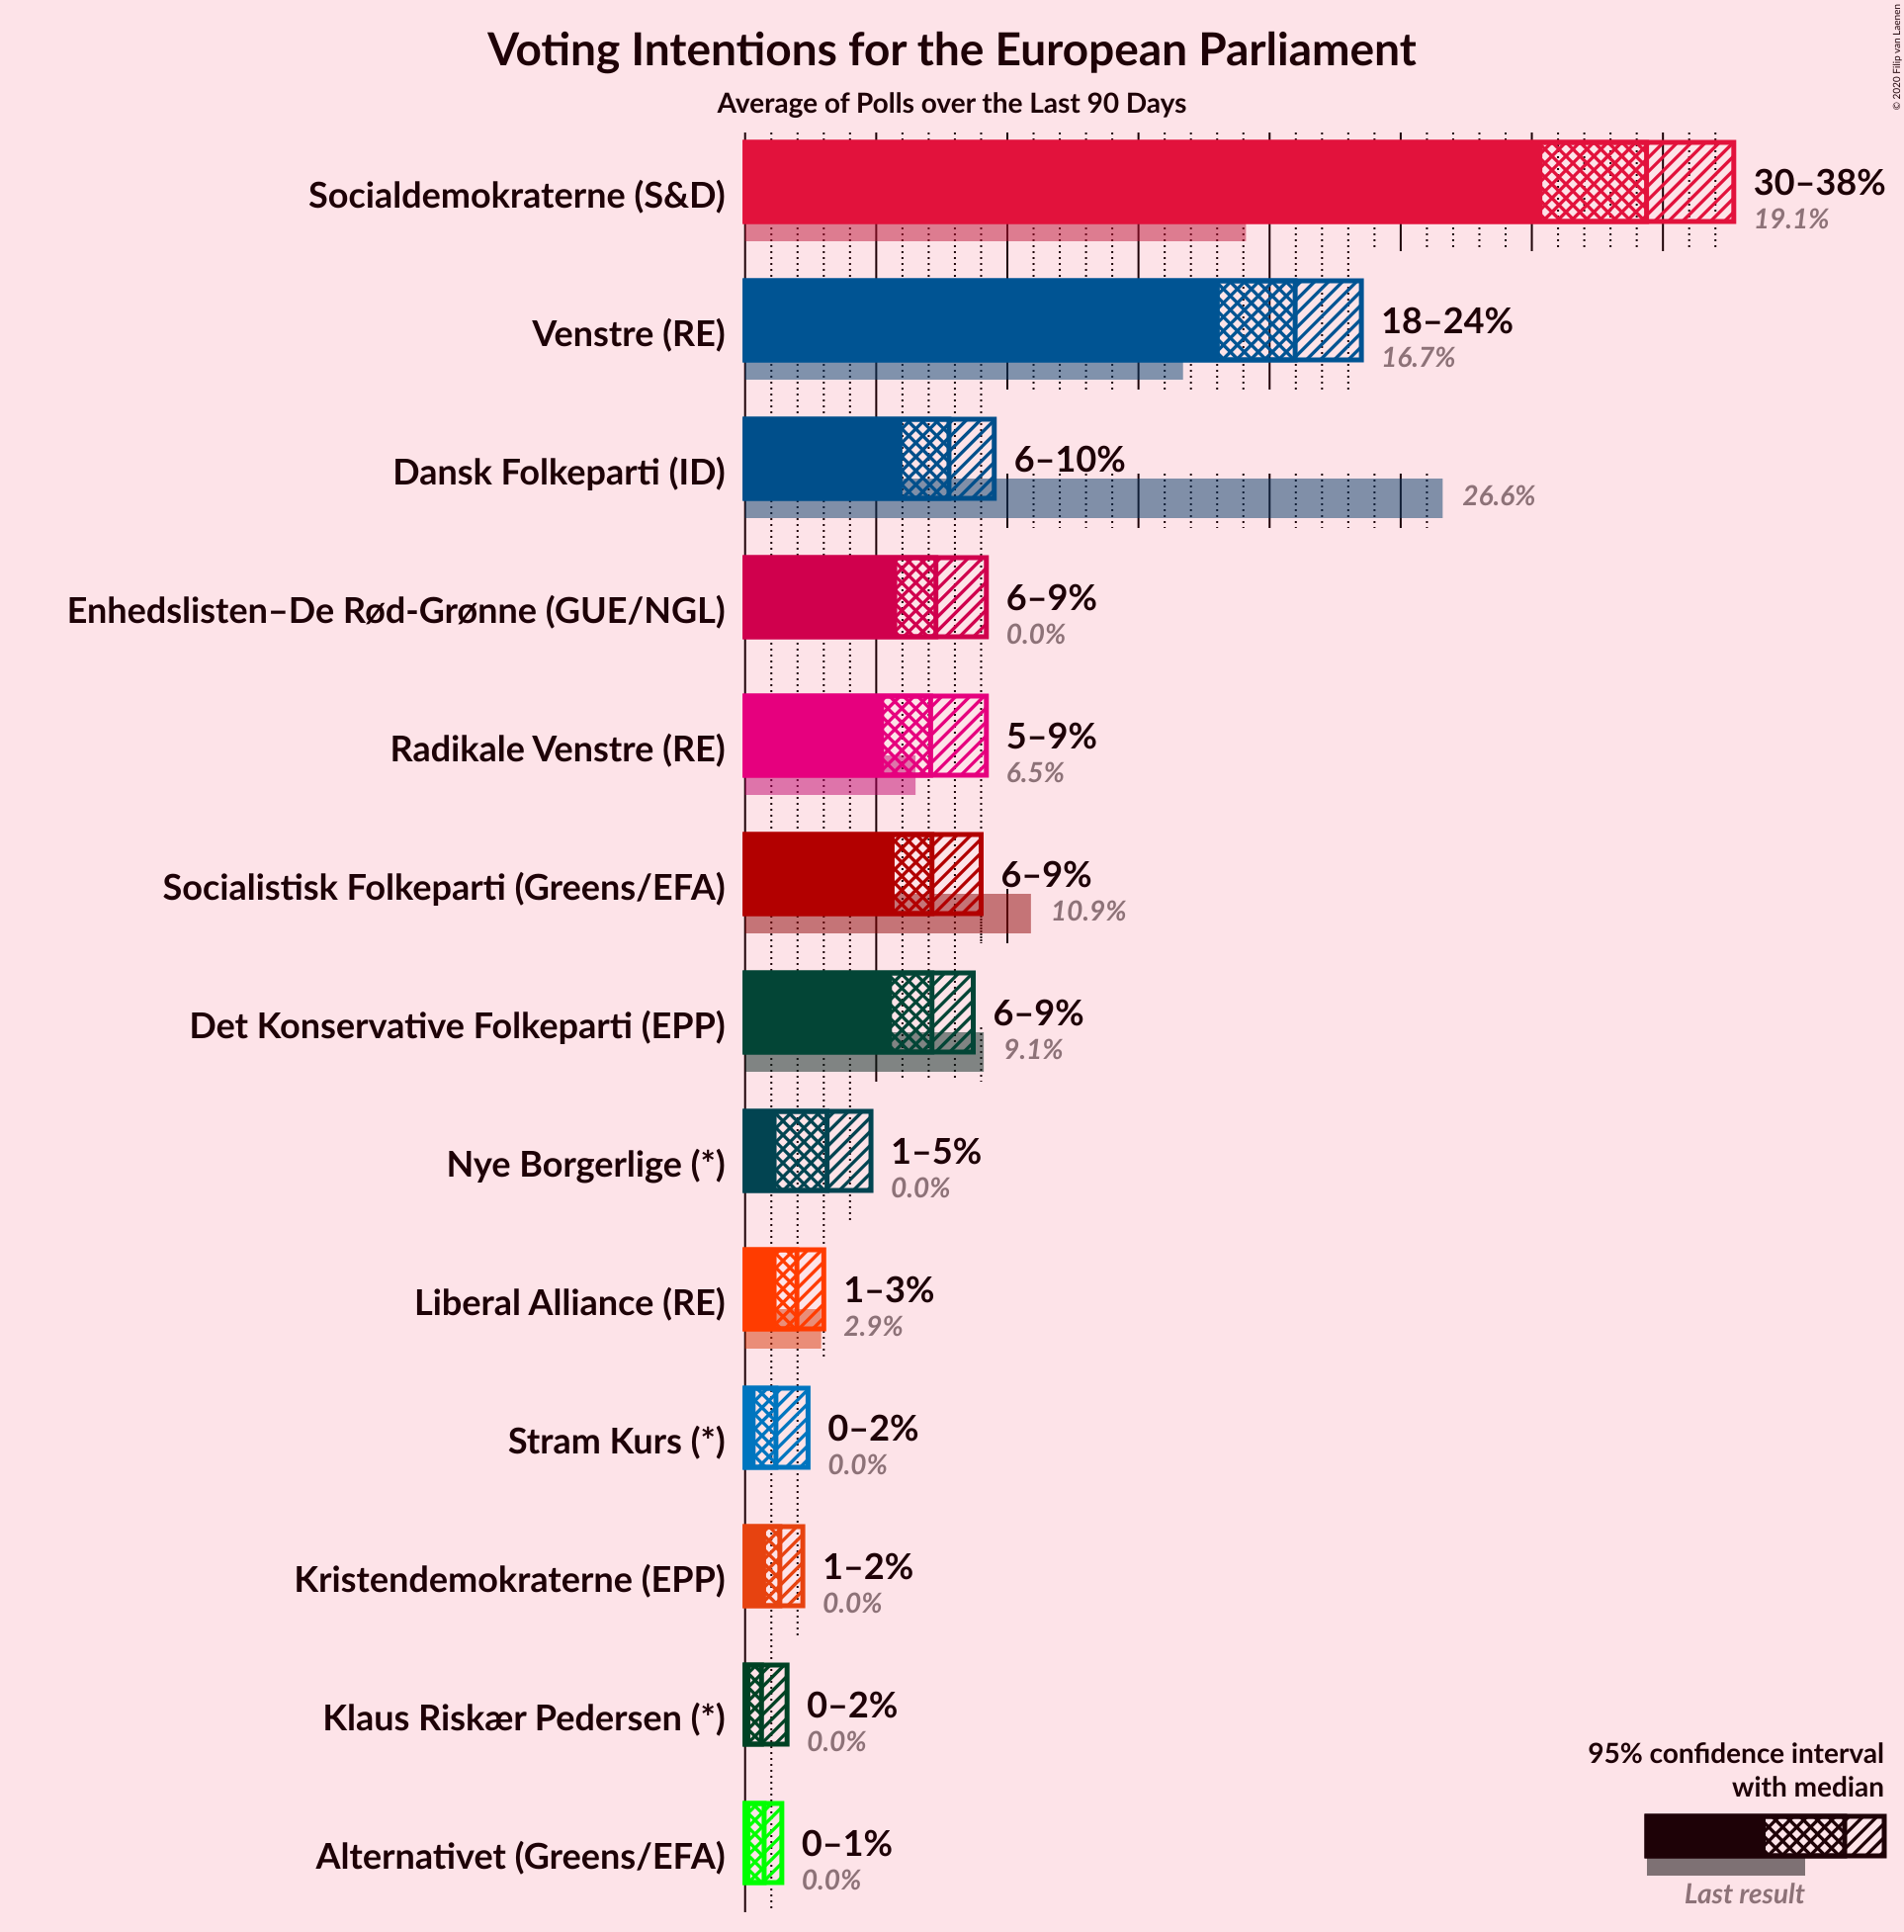 Voting Intentions for the European Parliament
Average of Polls over the Last 90 Days
© 2020 Filip van Laenen
Socialdemokraterne (S&D)
30–38%
19.1%
Venstre (RE)
18–24%
16.7%
Dansk Folkeparti (ID)
6–10%
26.6%
Enhedslisten–De Rød-Grønne (GUE/NGL)
6–9%
0.0%
Radikale Venstre (RE)
5–9%
6.5%
Socialistisk Folkeparti (Greens/EFA)
6–9%
10.9%
Det Konservative Folkeparti (EPP)
6–9%
9.1%
Nye Borgerlige (*)
1–5%
0.0%
Liberal Alliance (RE)
1–3%
2.9%
Stram Kurs (*)
0–2%
0.0%
Kristendemokraterne (EPP)
1–2%
0.0%
Klaus Riskær Pedersen (*)
0–2%
0.0%
Alternativet (Greens/EFA)
0–1%
0.0%
95% confidence interval
with median
Last result